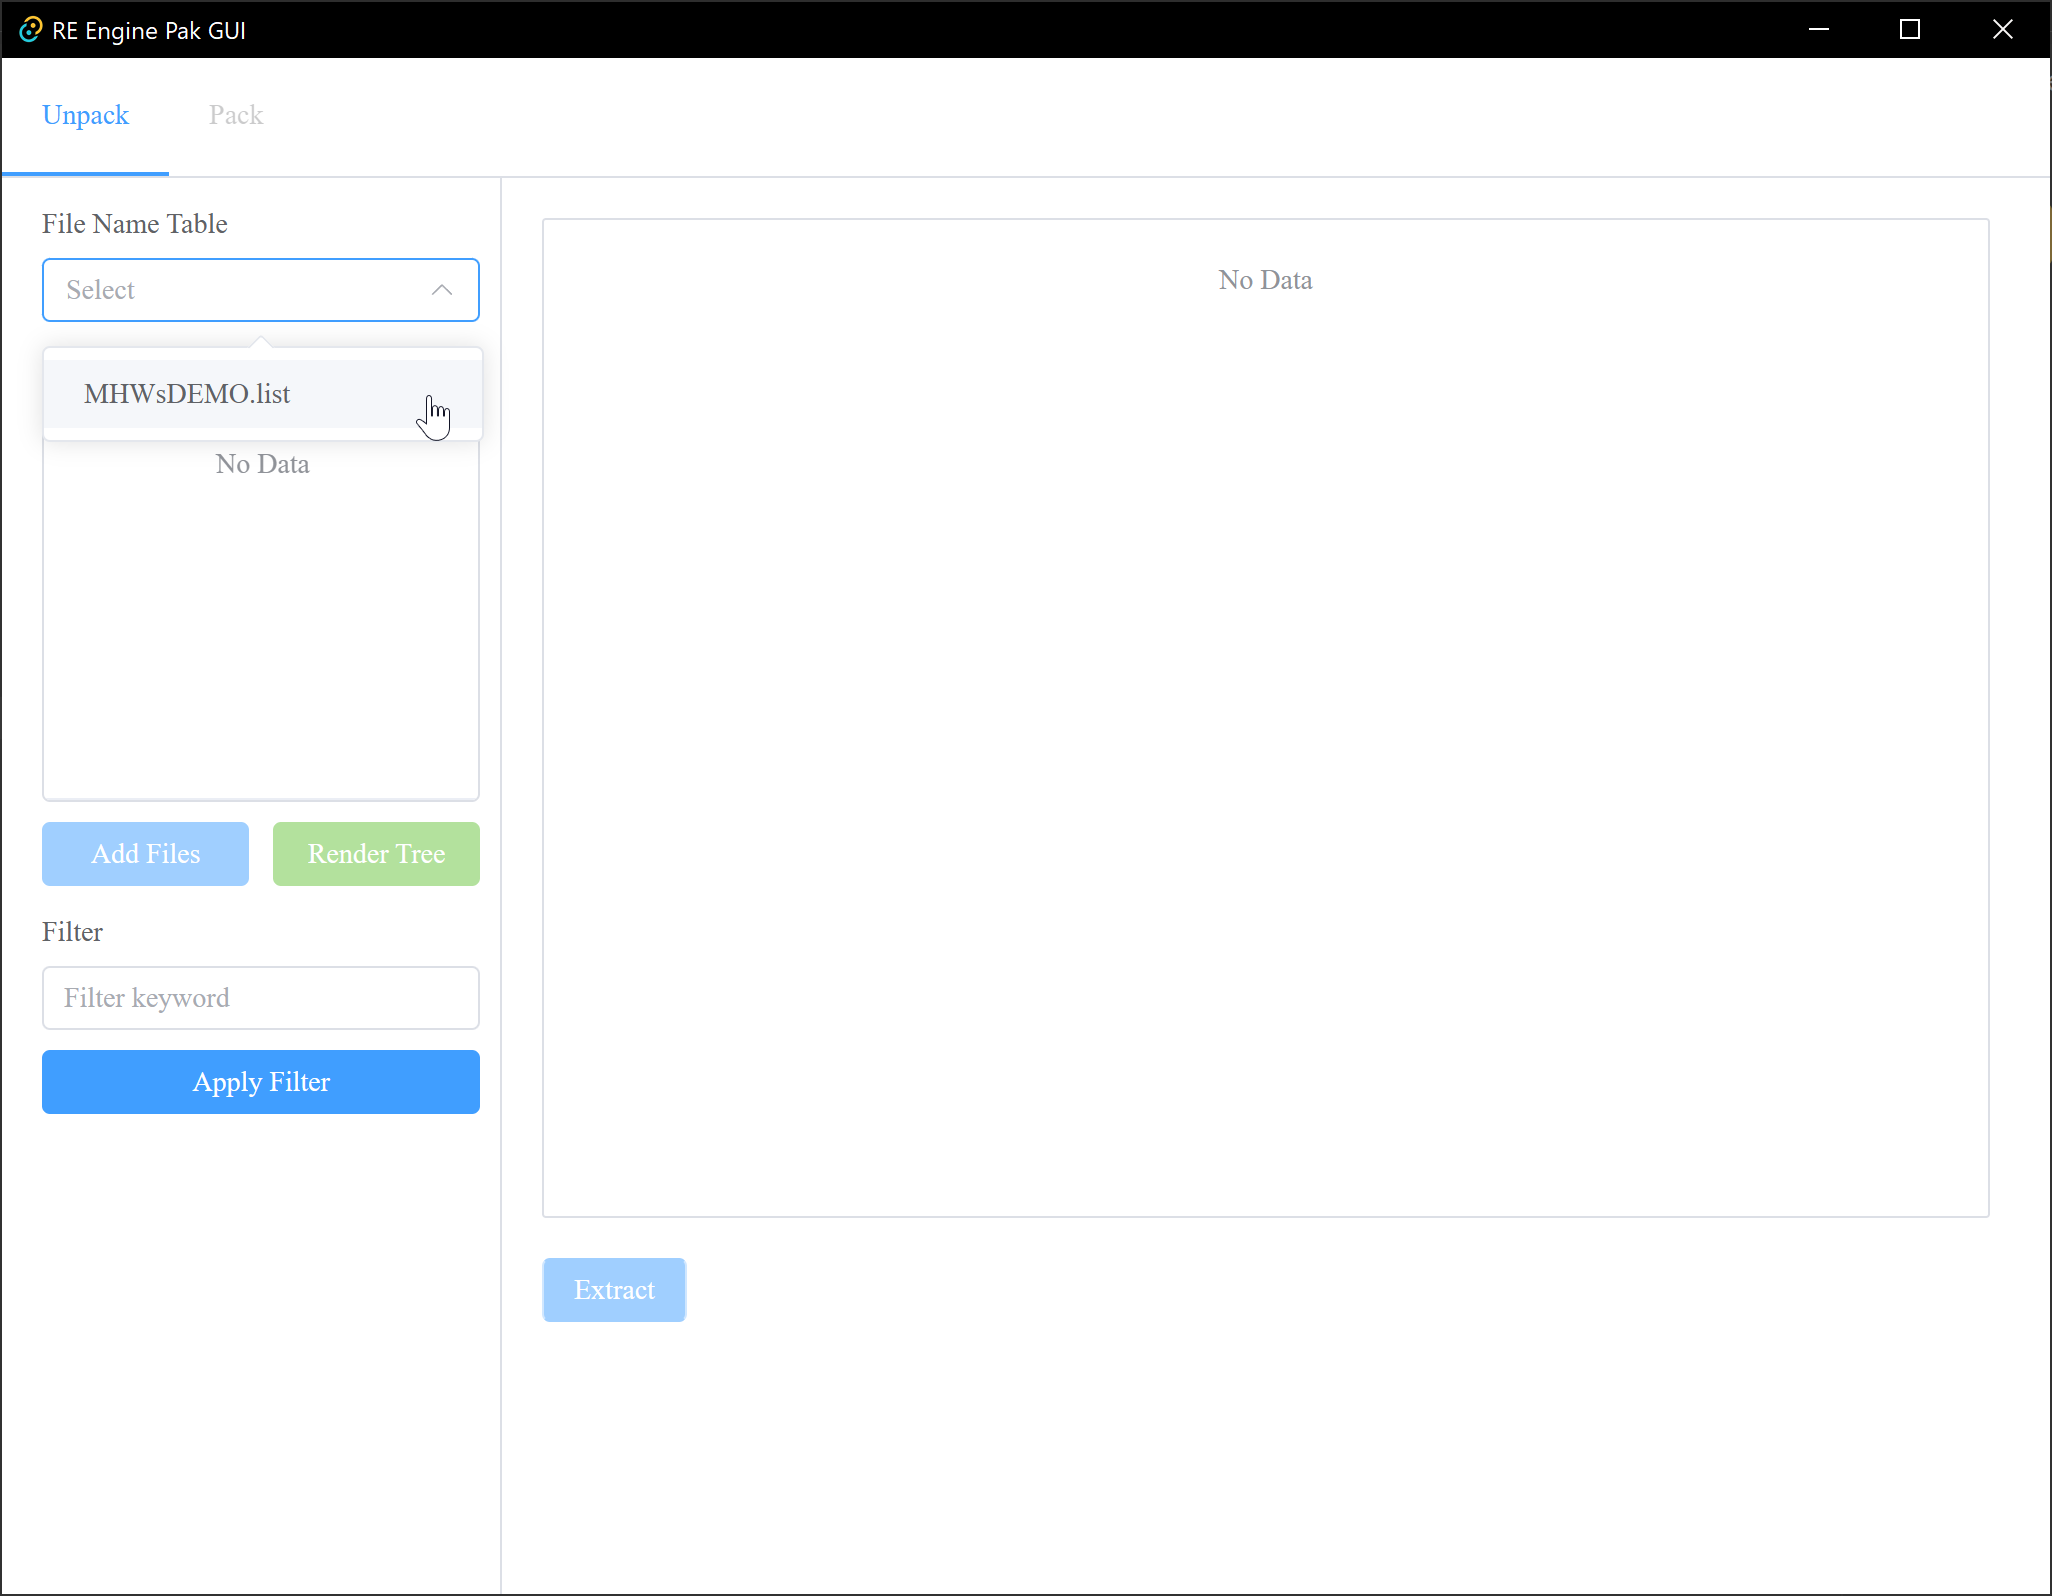 RE Engine Pak GUI
Unpack
Pack
File Name Table
Select
MHWsDEMO.list
No Data
Add Files
Render Tree
Filter
Filter keyword
Apply Filter
No Data
Extract